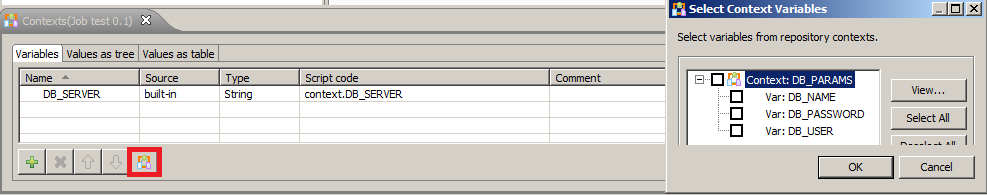 Contexts(Job test 0.1)
Variables Values as tree Values as table
Name Source Type Script code Comment
DB_SERVER built-in String context.DB_SERVER
Select Context Variables
Select variables from repository contexts.
Context: DB_PARAMS
Var: DB_NAME
Var: DB_PASSWORD
Var: DB_USER
View...
Select All
Deselect All
OK Cancel